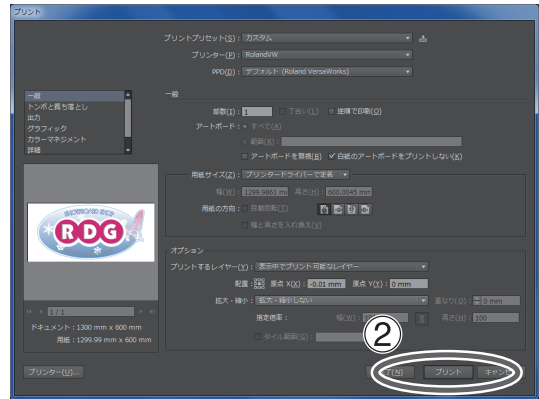 プリント
プリントプリセット(S): カスタム
プリンター(P): RolandVW
PPD(D): デフォルト (Roland VersaWorks)
一般
トンボと裁ち落とし
出力
グラフィック
カラーマネジメント
詳細
一般
部数(I): 1 丁合い(L) 逆順で印刷(O)
アートボード: すべて(A)
範囲(R):
アートボードを無視(B) 白紙のアートボードをプリントしない(K)
用紙サイズ(Z): プリンタードライバーで定義
幅(W): 1299.9861 mi 高さ(H): 600.0045 mm
用紙の方向: 自動回転(T)
幅と高さを入れ換え(V)
SNOWBOARD SHOP
RDG
オプション
プリントするレイヤー(Y): 表示中でプリント可能なレイヤー
配置: 原点 X(X): -0.01 mm 原点 Y(Y): 0 mm
拡大・縮小: 拡大・縮小しない 重なり(O): 0 mm
指定倍率: 幅(W): 高さ(H): 100
タイル範囲(G):
1 / 1
ドキュメント: 1300 mm x 600 mm
用紙: 1299.99 mm x 600 mm
②
プリンター(U)... (N) プリント キャンセ